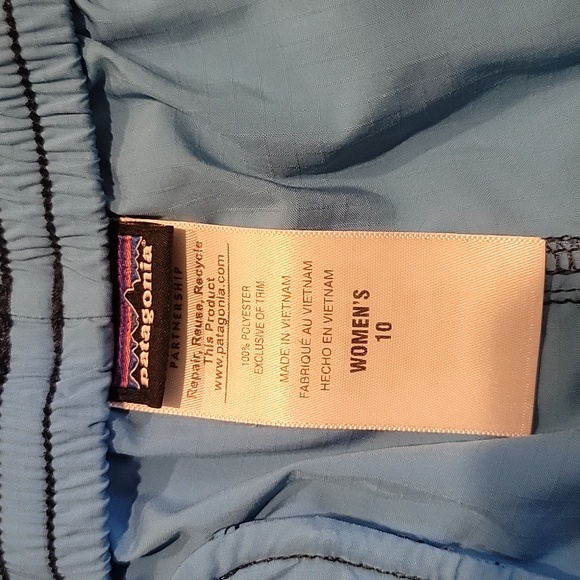 patagonia®
PARTNERSHIP
Repair, Reuse, Recycle
This Product
www.patagonia.com
100% POLYESTER
EXCLUSIVE OF TRIM
MADE IN VIETNAM
FABRIQUÉ AU VIETNAM
HECHO EN VIETNAM
WOMEN'S
10